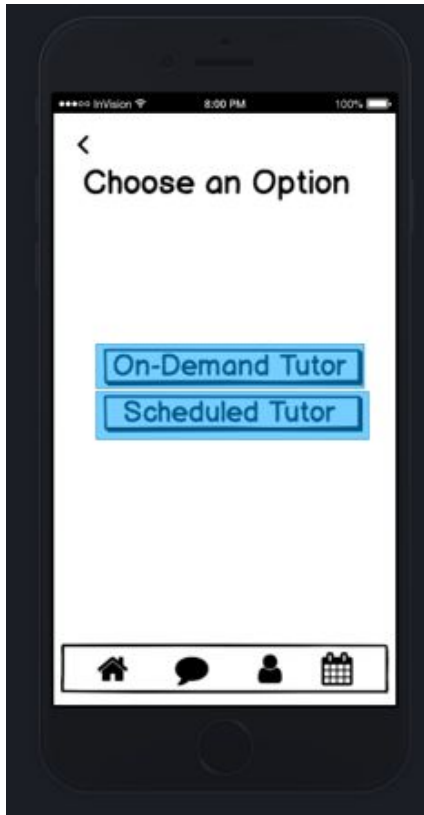 InVision 8:00 PM 100%
Choose an Option
On-Demand Tutor
Scheduled Tutor